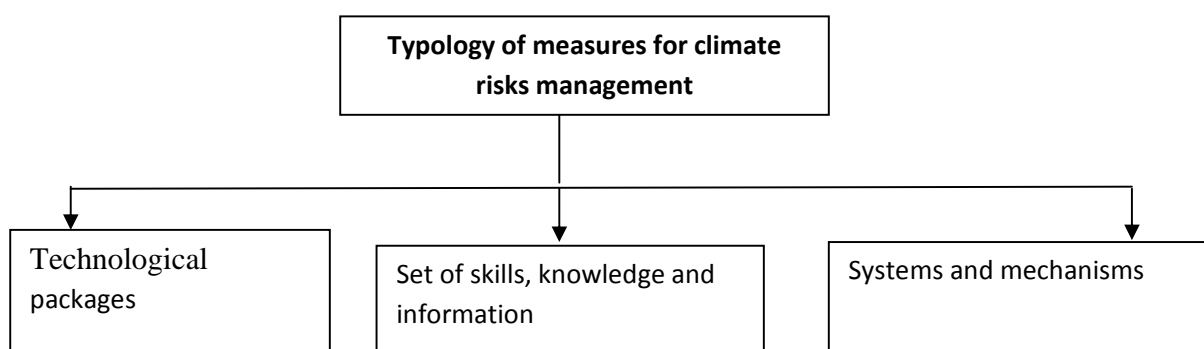 Typology of measures for climate
risks management
Technological
packages
Set of skills, knowledge and
information
Systems and mechanisms